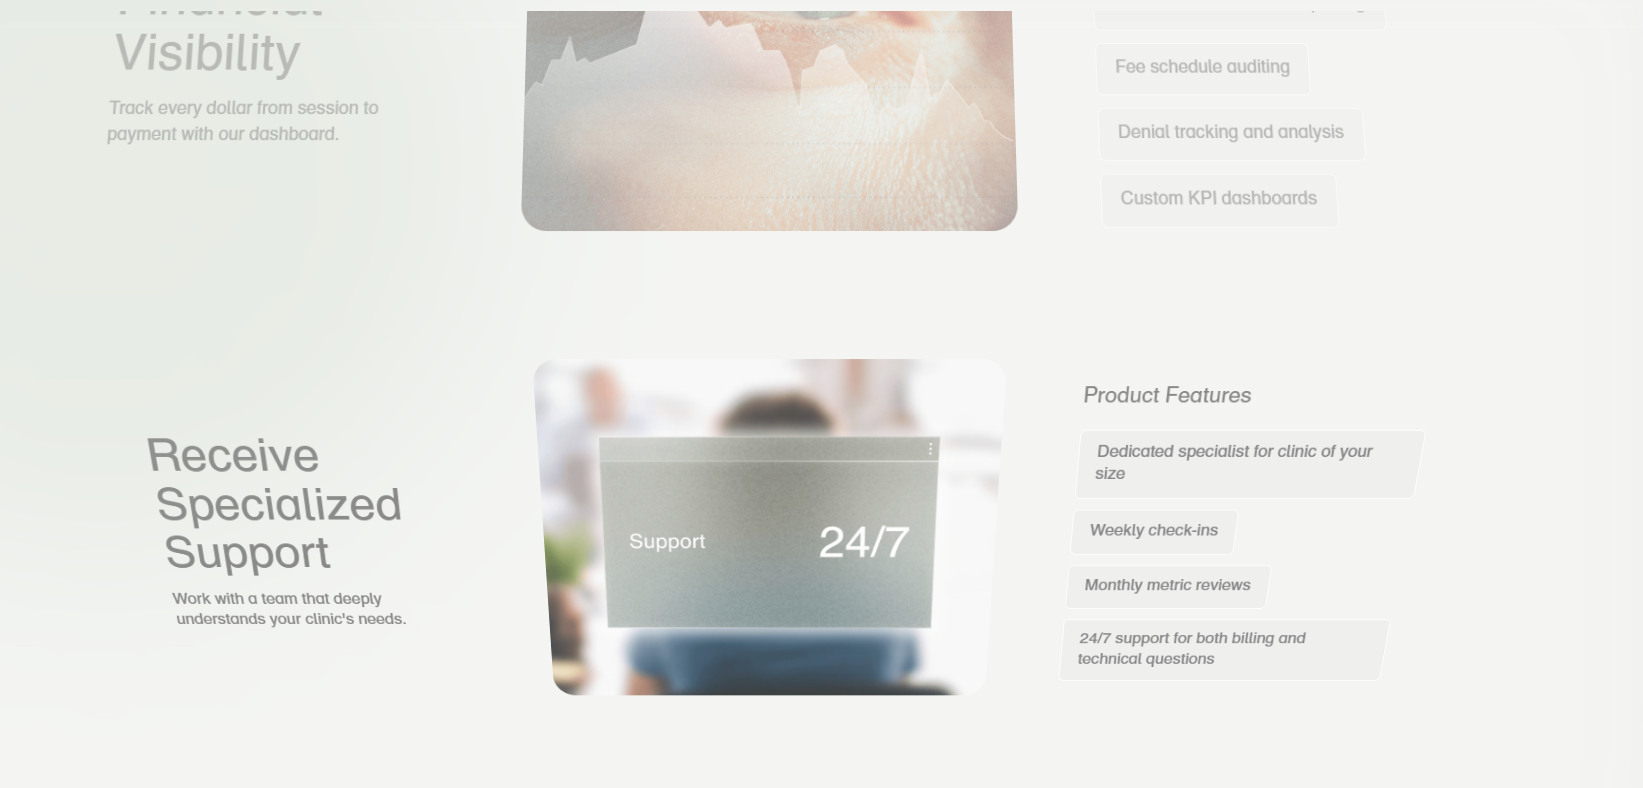 Financial
Visibility
Track every dollar from session to
payment with our dashboard.
Fee schedule auditing
Denial tracking and analysis
Custom KPI dashboards
Receive
Specialized
Support
Work with a team that deeply
understands your clinic's needs.
Support
24/7
Product Features
Dedicated specialist for clinic of your
size
Weekly check-ins
Monthly metric reviews
24/7 support for both billing and
technical questions